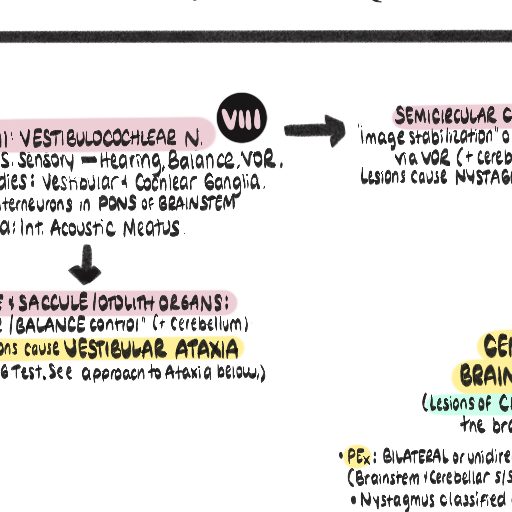 VIII
II: VESTIBULOCOCHLEAR N.
S. Sensory — Hearing, Balance, VOR.
dies: Vestibular & Cochlear Ganglia.
terneurons in PONS OF BRAINSTEM
a: Int. Acoustic Meatus.
E & SACCULE / OTOLITH ORGANS:
/BALANCE control" (+ cerebellum)
ons cause VESTIBULAR ATAXIA
G Test. See approach to Ataxia below.)
SEMICIRCULAR C
"image stabilization" o
via VOR (+ cereb
Lesions cause NYSTAG
CE
BRAIN
(Lesions of C
the bra
• PEx: BILATERAL or unidire
(Brainstem & Cerebellar S/S
• Nystagmus classified